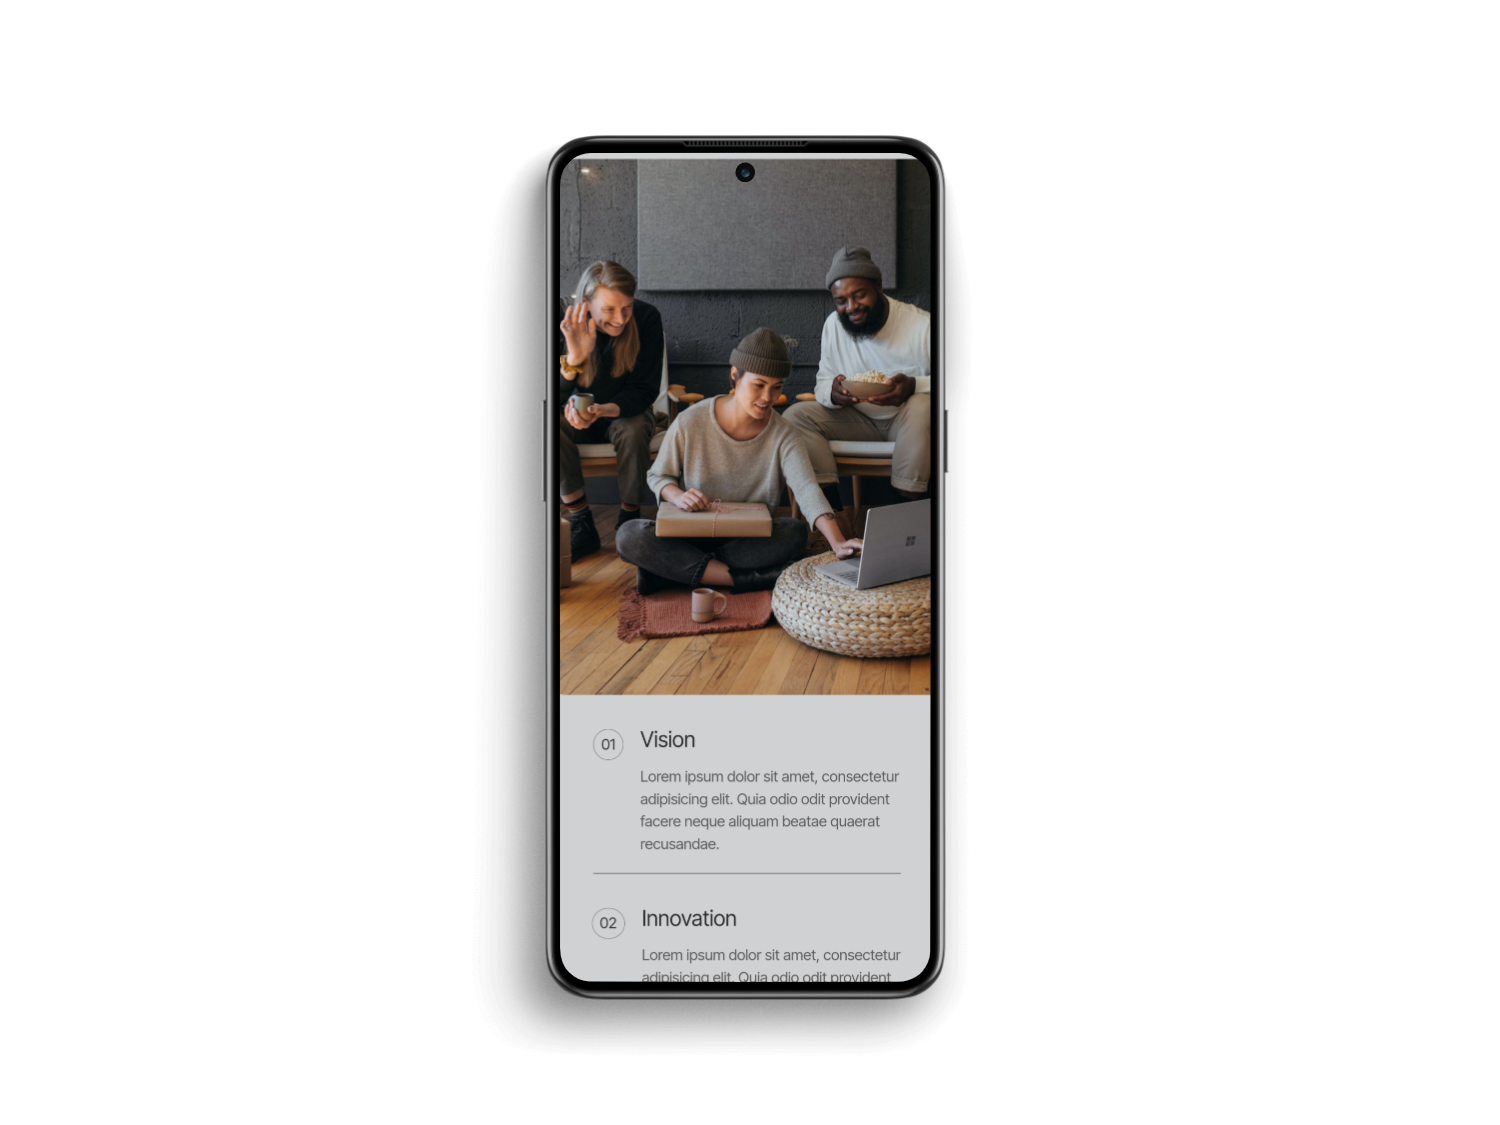 01
Vision
Lorem ipsum dolor sit amet, consectetur
adipisicing elit. Quia odio odit provident
facere neque aliquam beatae quaerat
recusandae.
02
Innovation
Lorem ipsum dolor sit amet, consectetur
adipisicing elit. Quia odio odit provident